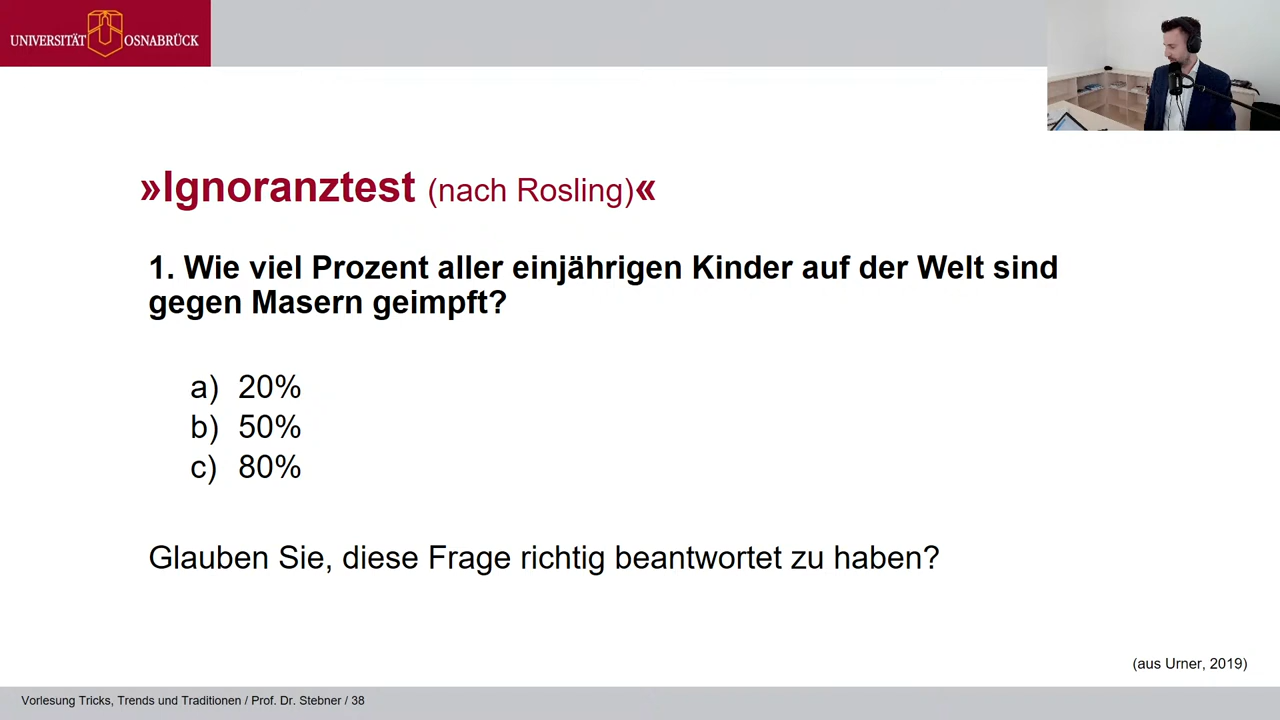 UNIVERSITÄT OSNABRÜCK
»Ignoranztest (nach Rosling)«
1. Wie viel Prozent aller einjährigen Kinder auf der Welt sind
gegen Masern geimpft?
a) 20%
b) 50%
c) 80%
Glauben Sie, diese Frage richtig beantwortet zu haben?
(aus Urner, 2019)
Vorlesung Tricks, Trends und Traditionen / Prof. Dr. Stebner / 38